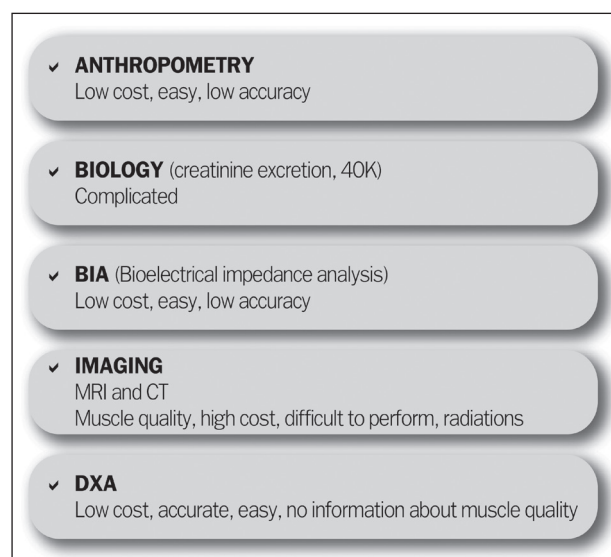 ANTHROPOMETRY
Low cost, easy, low accuracy
BIOLOGY (creatinine excretion, 40K)
Complicated
BIA (Bioelectrical impedance analysis)
Low cost, easy, low accuracy
IMAGING
MRI and CT
Muscle quality, high cost, difficult to perform, radiations
DXA
Low cost, accurate, easy, no information about muscle quality